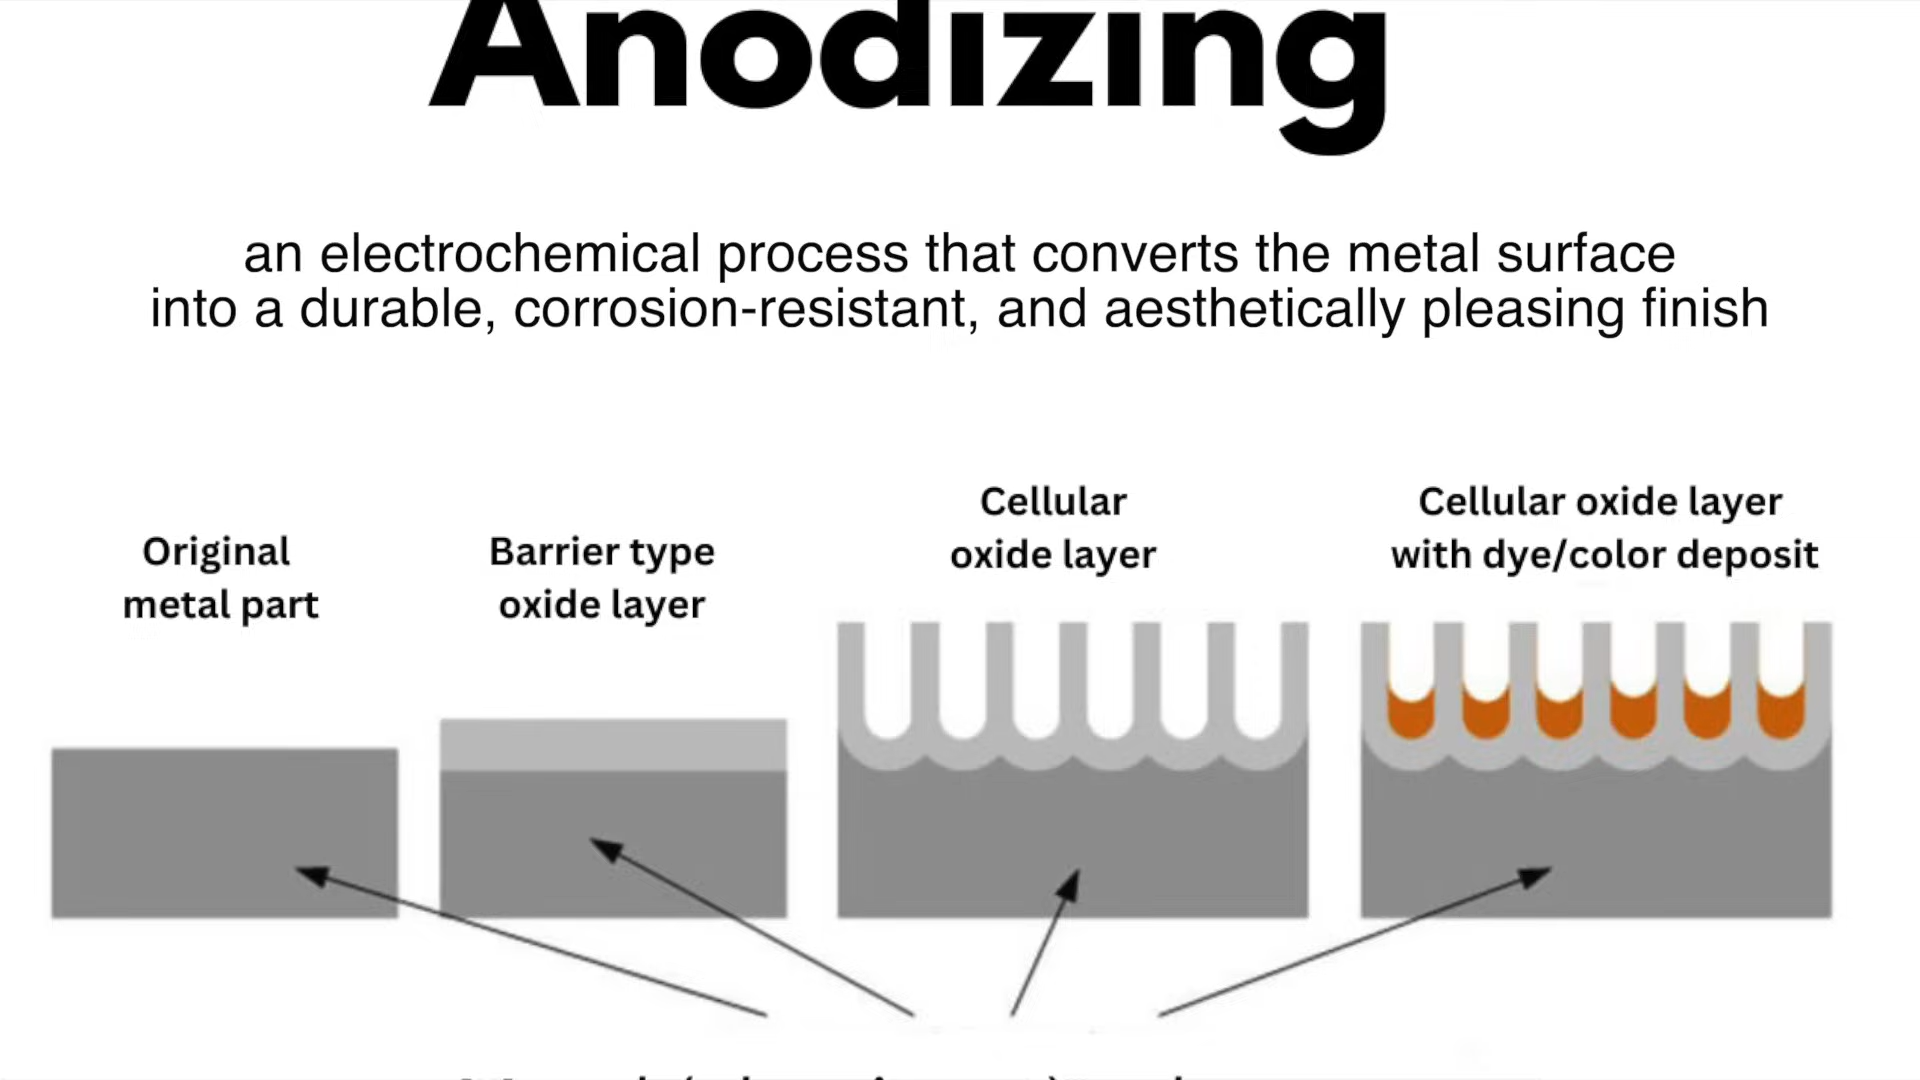 Anodizing
an electrochemical process that converts the metal surface
into a durable, corrosion-resistant, and aesthetically pleasing finish
Original
metal part
Barrier type
oxide layer
Cellular
oxide layer
Cellular oxide layer
with dye/color deposit